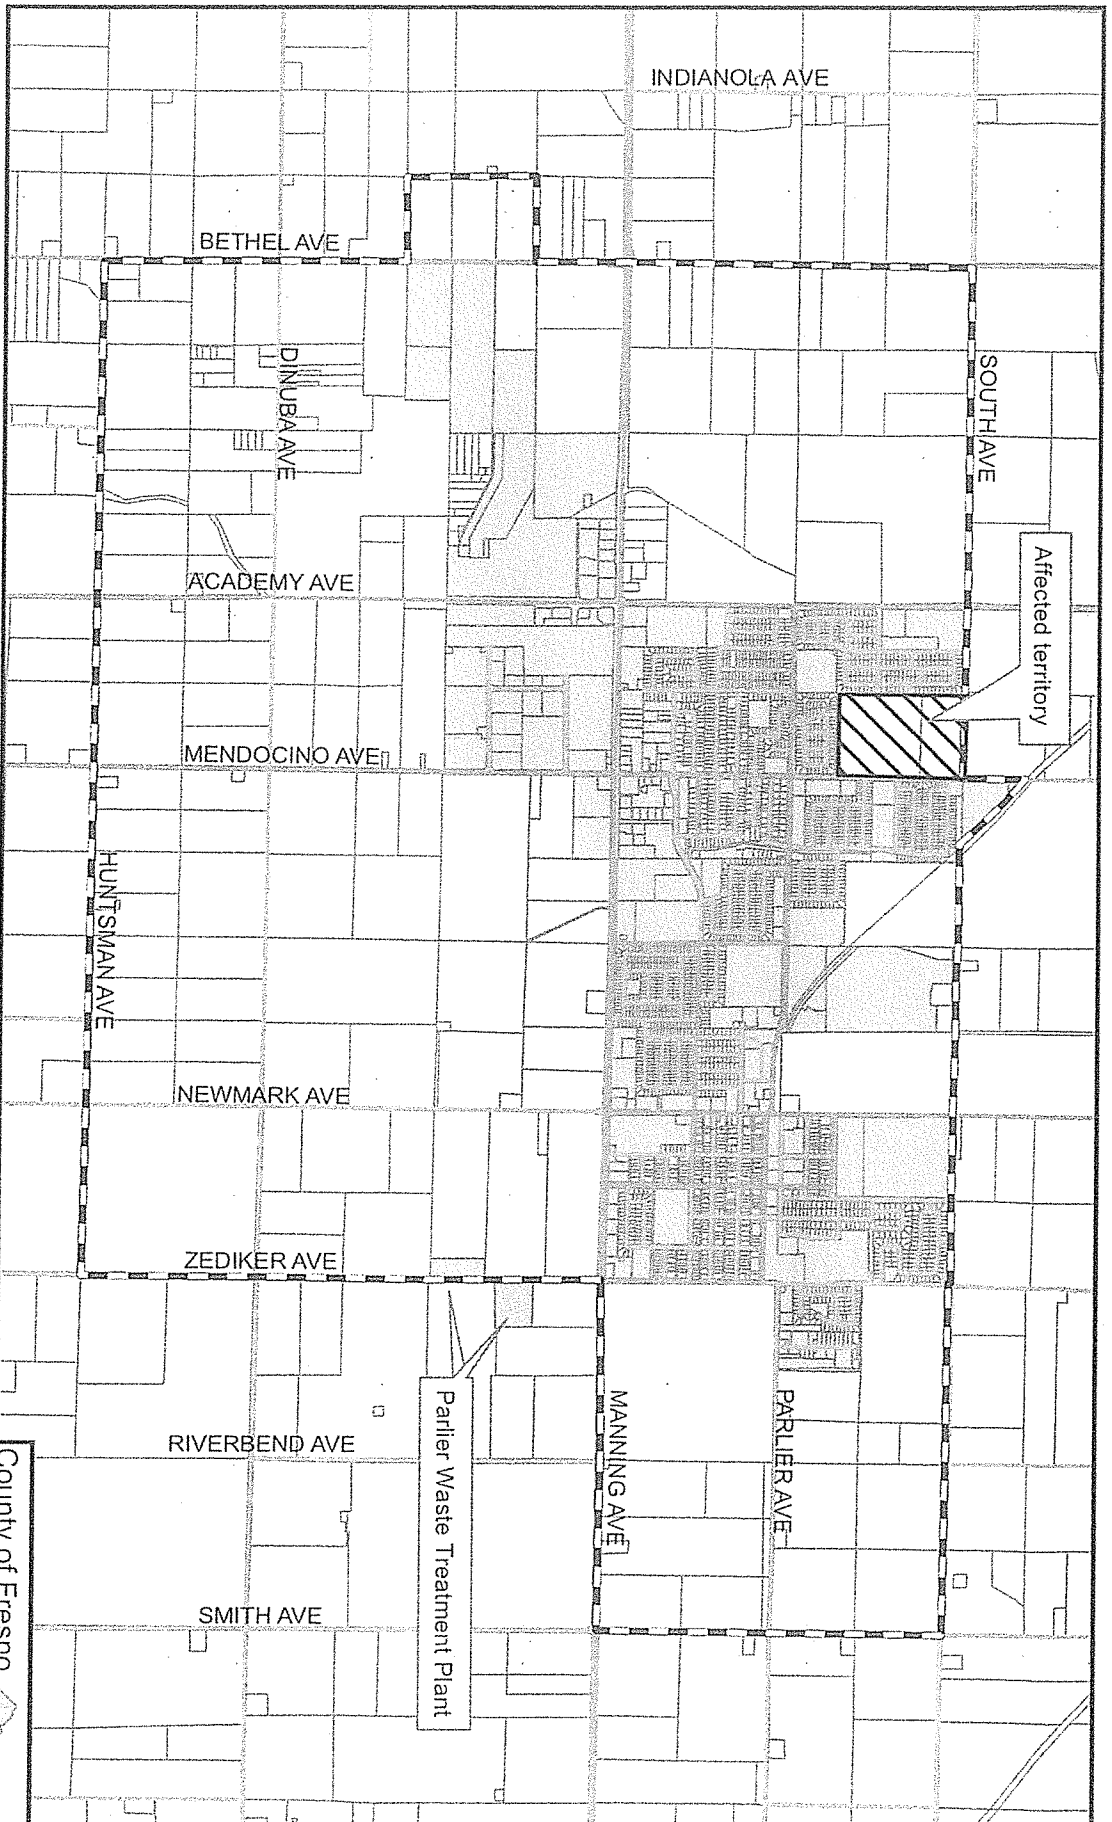 INDIANOLA AVE
BETHEL AVE
SOUTH AVE
DINUBA AVE
Affected territory
ACADEMY AVE
MENDOCINO AVE
HUNTSMAN AVE
NEWMARK AVE
ZEDIKER AVE
Parlier Waste Treatment Plant
MANNING AVE
PARLIER AVE
RIVERBEND AVE
SMITH AVE
County of Fresno